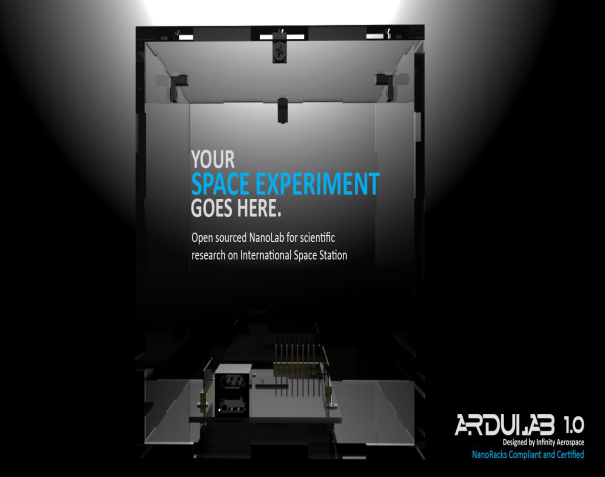 YOUR
SPACE EXPERIMENT
GOES HERE.
Open sourced NanoLab for scientific
research on International Space Station
ARDULAB 1.0
Designed by Infinity Aerospace
NanoRacks Compliant and Certified